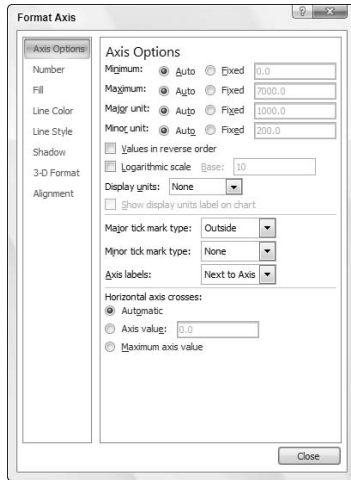 Format Axis
Axis Options
Number
Fill
Line Color
Line Style
Shadow
3-D Format
Alignment
Axis Options
Minimum: Auto Fixed 0.0
Maximum: Auto Fixed 7000.0
Major unit: Auto Fixed 1000.0
Minor unit: Auto Fixed 200.0
Values in reverse order
Logarithmic scale Base: 10
Display units: None
Show display units label on chart
Major tick mark type: Outside
Minor tick mark type: None
Axis labels: Next to Axis
Horizontal axis crosses:
Automatic
Axis value: 0.0
Maximum axis value
Close